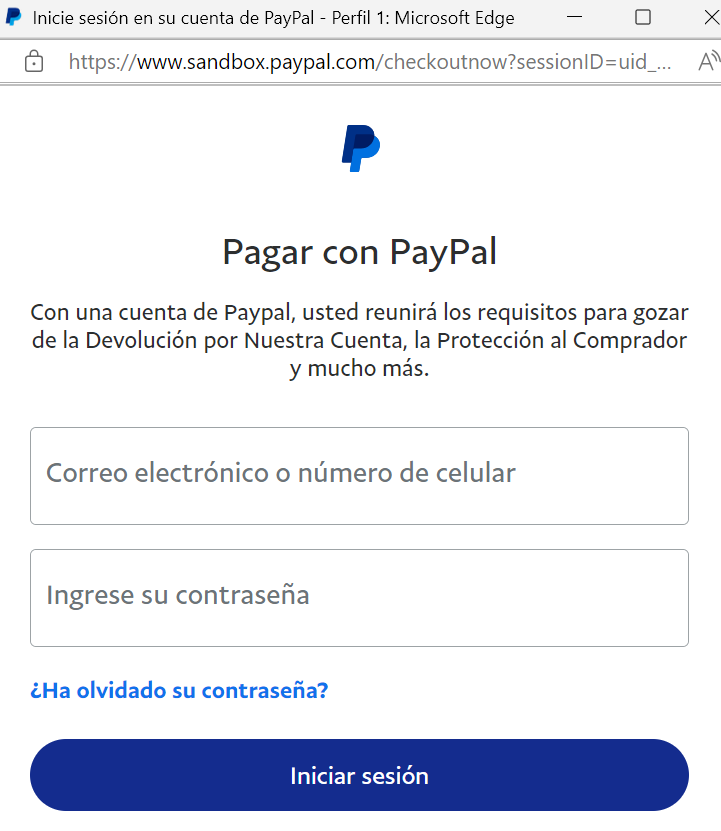 Inicie sesión en su cuenta de PayPal - Perfil 1: Microsoft Edge
https://www.sandbox.paypal.com/checkoutnow?sessionID=uid_...
Pagar con PayPal
Con una cuenta de Paypal, usted reunirá los requisitos para gozar
de la Devolución por Nuestra Cuenta, la Protección al Comprador
y mucho más.
Correo electrónico o número de celular
Ingrese su contraseña
¿Ha olvidado su contraseña?
Iniciar sesión